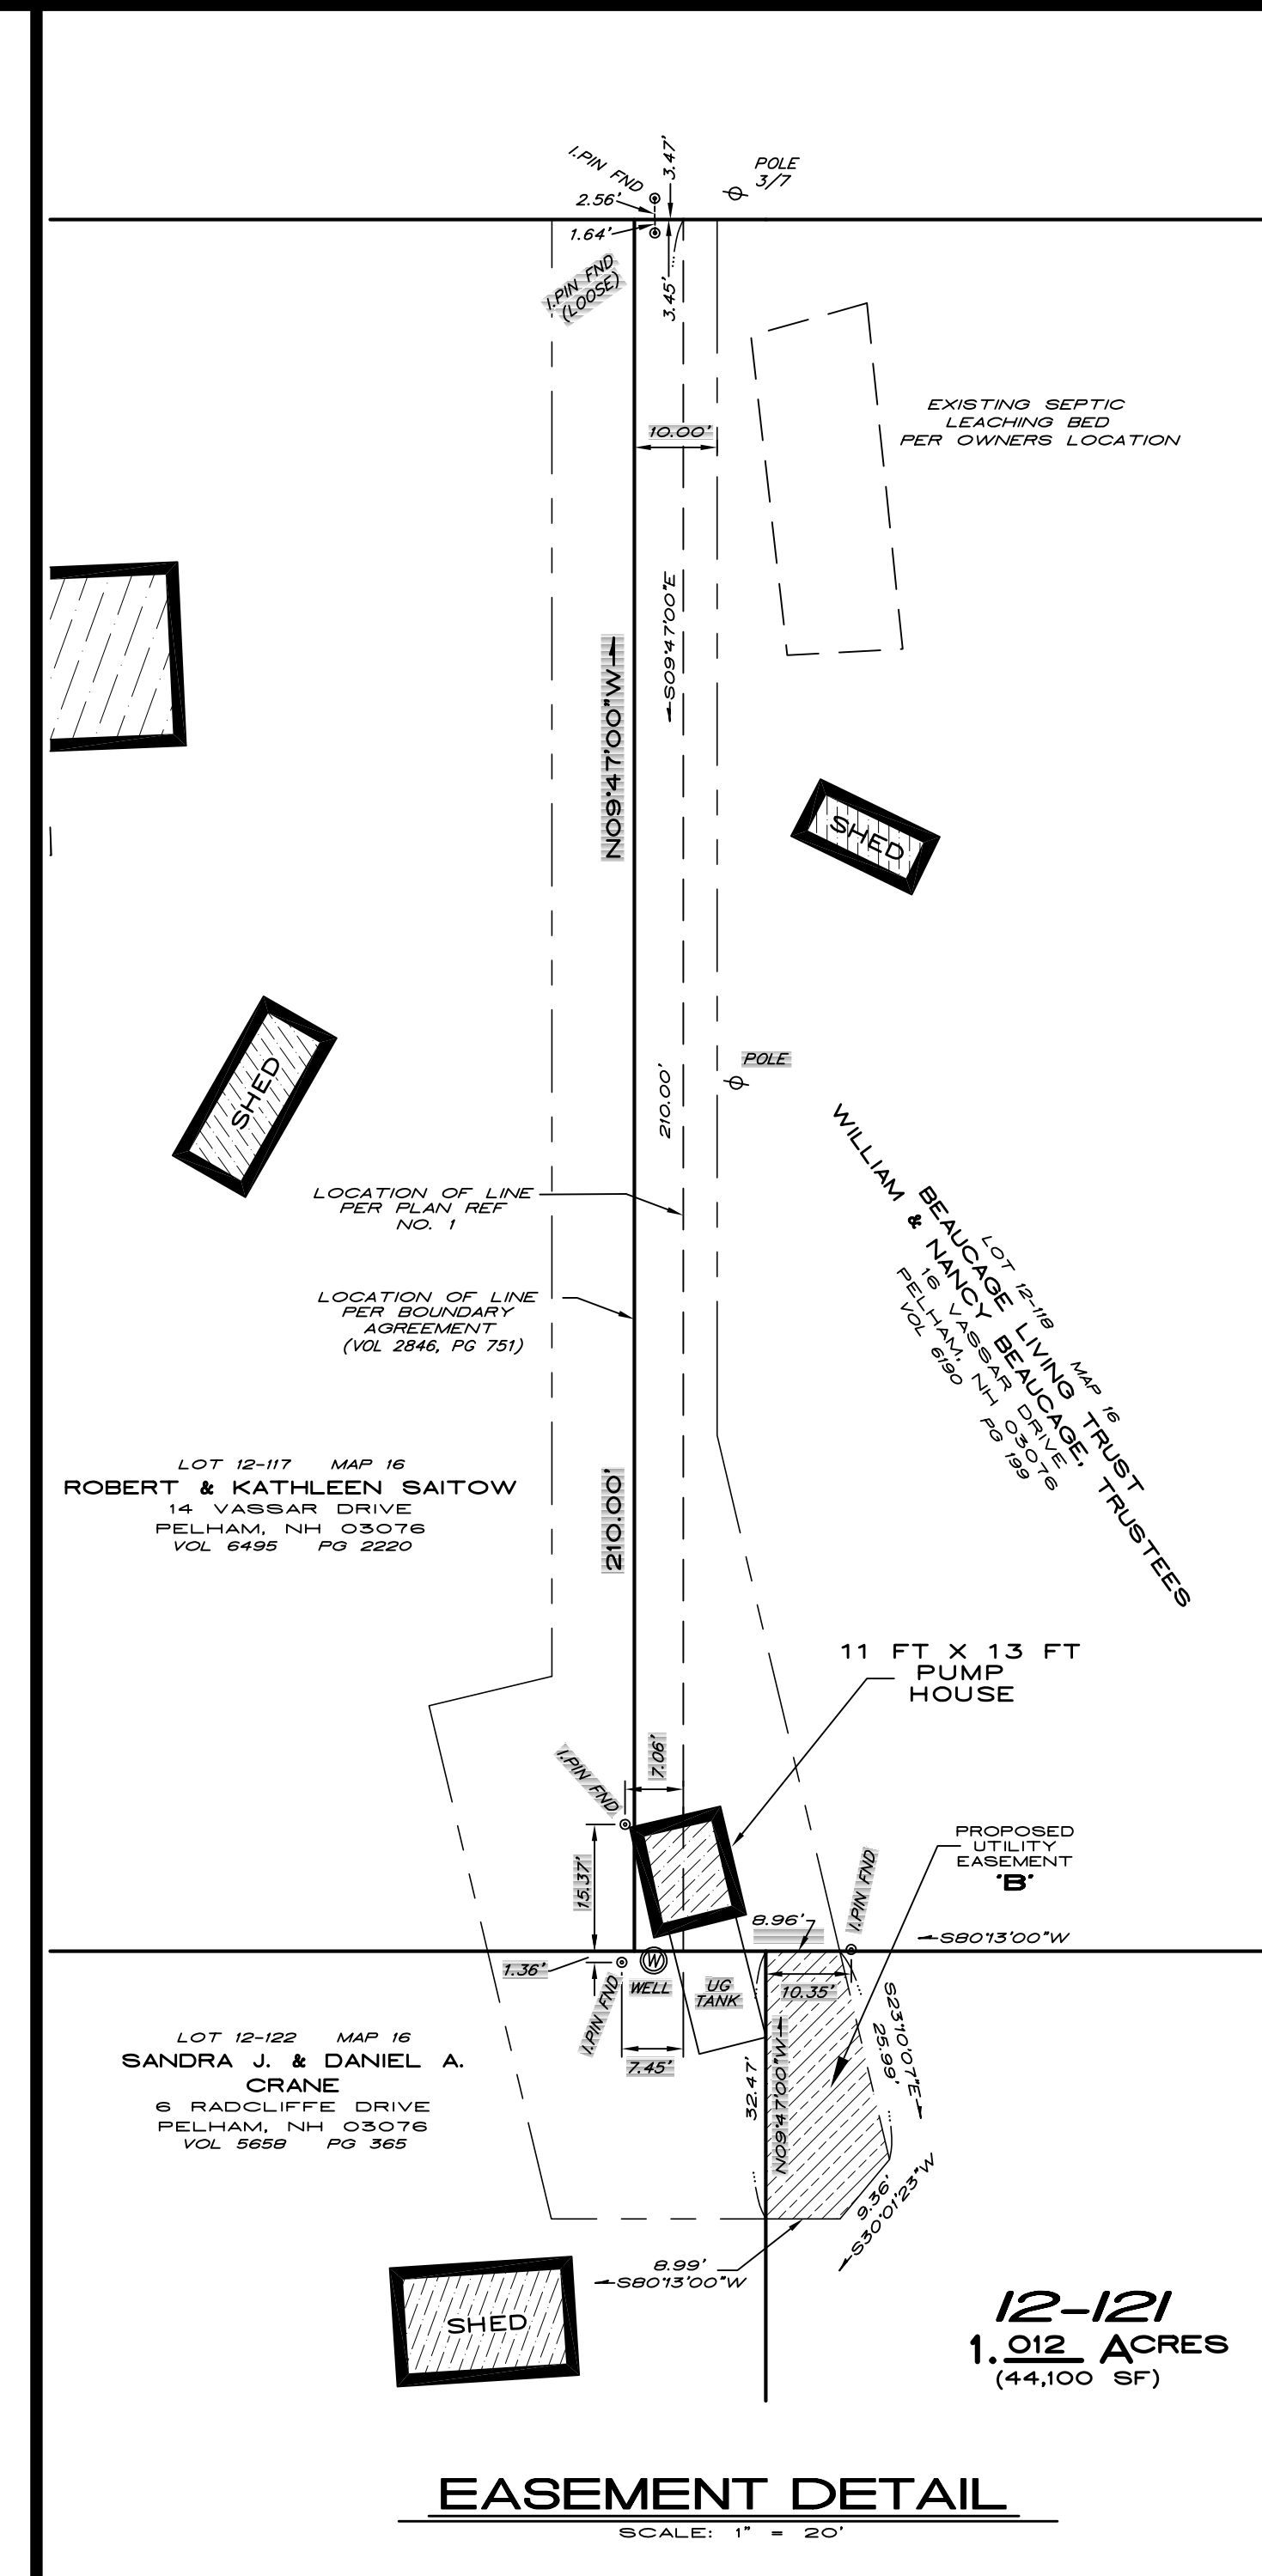 I.PIN FND
2.56'
1.64'
3.47'
POLE
3/7
I.PIN FND
(LOOSE)
3.45'
10.00'
EXISTING SEPTIC
LEACHING BED
PER OWNERS LOCATION
S09°47'00"E
N09°47'00"W
SHED
SHED
POLE
210.00'
LOCATION OF LINE
PER PLAN REF
NO. 1
LOCATION OF LINE
PER BOUNDARY
AGREEMENT
(VOL 2846, PG 751)
LOT 12-118 MAP 16
BEAUCAGE LIVING TRUST
WILLIAM & NANCY BEAUCAGE, TRUSTEES
16 VASSAR DRIVE
PELHAM, NH 03076
VOL 6190 PG 199
LOT 12-117 MAP 16
ROBERT & KATHLEEN SAITOW
14 VASSAR DRIVE
PELHAM, NH 03076
VOL 6495 PG 2220
210.00'
11 FT X 13 FT
PUMP
HOUSE
I.PIN FND
7.06'
15.37'
PROPOSED
UTILITY
EASEMENT
"B"
I.PIN FND
8.96'
S80°13'00"W
1.36'
I.PIN FND
W
WELL
UG
TANK
10.35'
7.45'
S23°10'07"E
25.99'
32.47'
N09°47'00"W
LOT 12-122 MAP 16
SANDRA J. & DANIEL A.
CRANE
6 RADCLIFFE DRIVE
PELHAM, NH 03076
VOL 5658 PG 365
9.36'
S30°01'23"W
8.99'
S80°13'00"W
SHED
12-121
1.012 ACRES
(44,100 SF)
EASEMENT DETAIL
SCALE: 1" = 20'